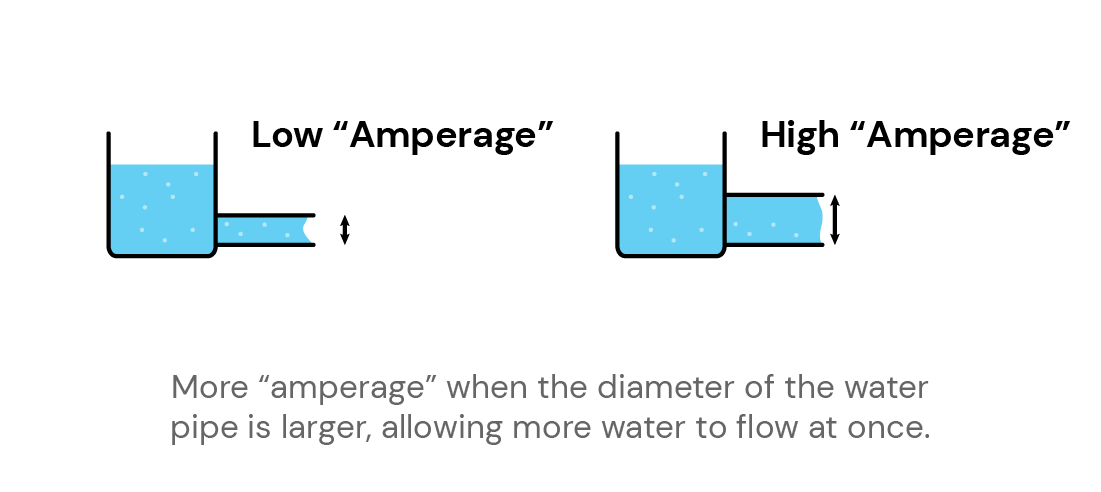 Low “Amperage”
High “Amperage”
More “amperage” when the diameter of the water
pipe is larger, allowing more water to flow at once.